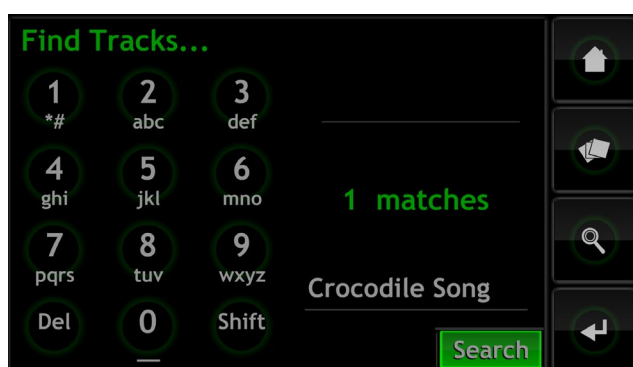 Find Tracks...
1 2 3
*# abc def
4 5 6
ghi jkl mno
1 matches
7 8 9
pqrs tuv wxyz
Crocodile Song
Del 0 Shift
_
Search